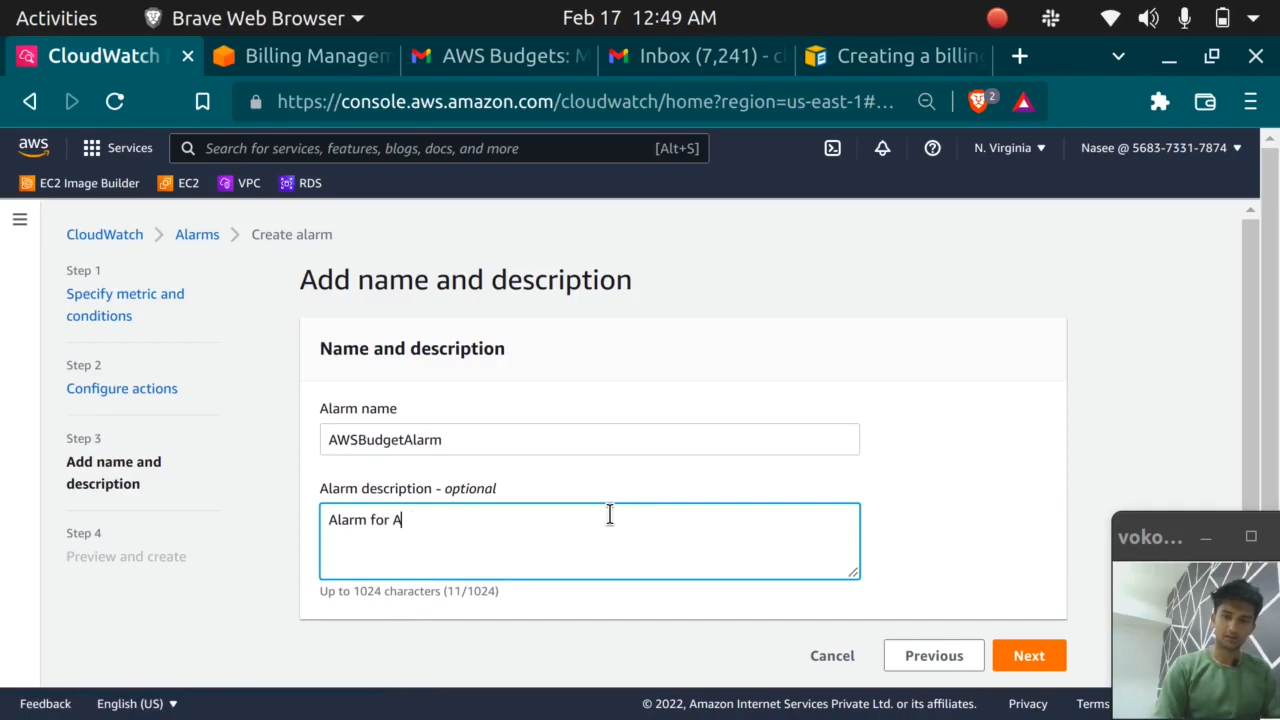 Activities
Brave Web Browser
Feb 17 12:49 AM
CloudWatch
Billing Managem
AWS Budgets: M
Inbox (7,241) - c
Creating a billin
https://console.aws.amazon.com/cloudwatch/home?region=us-east-1#...
2
aws
Services
Search for services, features, blogs, docs, and more
[Alt+S]
N. Virginia
Nasee @ 5683-7331-7874
EC2 Image Builder
EC2
VPC
RDS
CloudWatch
Alarms
Create alarm
Step 1
Specify metric and
conditions
Step 2
Configure actions
Step 3
Add name and
description
Step 4
Preview and create
Add name and description
Name and description
Alarm name
AWSBudgetAlarm
Alarm description - optional
Alarm for A
Up to 1024 characters (11/1024)
Cancel
Previous
Next
voko...
Feedback
English (US)
© 2022, Amazon Internet Services Private Ltd. or its affiliates.
Privacy
Terms